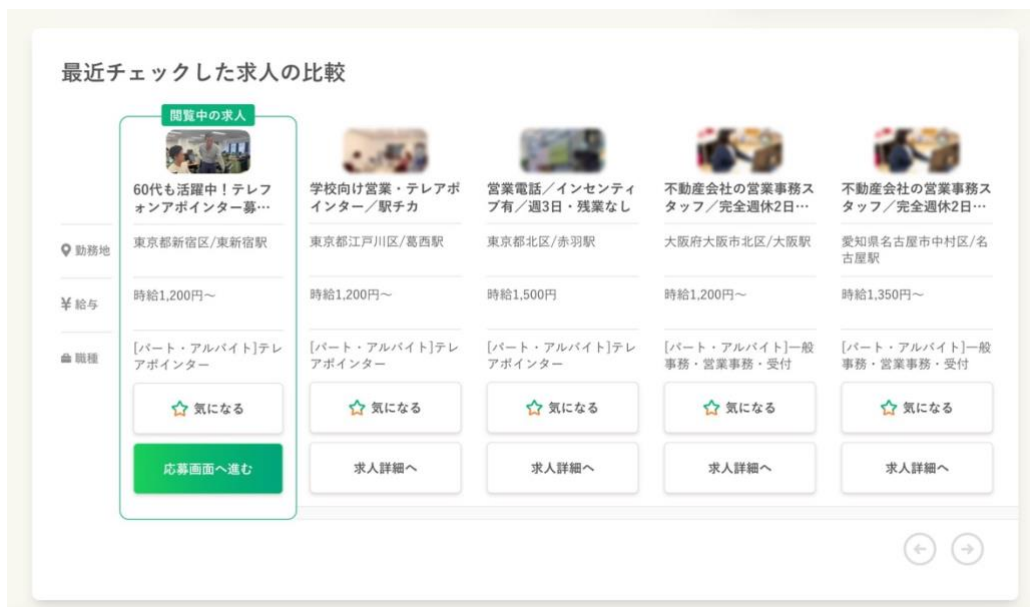 最近チェックした求人の比較
閲覧中の求人
60代も活躍中！テレフ
ォンアポインター募…
学校向け営業・テレアポ
インター／駅チカ
営業電話／インセンティ
ブ有／週3日・残業なし
不動産会社の営業事務ス
タッフ／完全週休2日…
不動産会社の営業事務ス
タッフ／完全週休2日…
勤務地
東京都新宿区/東新宿駅
東京都江戸川区/葛西駅
東京都北区/赤羽駅
大阪府大阪市北区/大阪駅
愛知県名古屋市中村区/名
古屋駅
¥ 給与
時給1,200円～
時給1,200円～
時給1,500円
時給1,200円～
時給1,350円～
職種
[パート・アルバイト]テレ
アポインター
[パート・アルバイト]テレ
アポインター
[パート・アルバイト]テレ
アポインター
[パート・アルバイト]一般
事務・営業事務・受付
[パート・アルバイト]一般
事務・営業事務・受付
気になる
気になる
気になる
気になる
気になる
応募画面へ進む
求人詳細へ
求人詳細へ
求人詳細へ
求人詳細へ